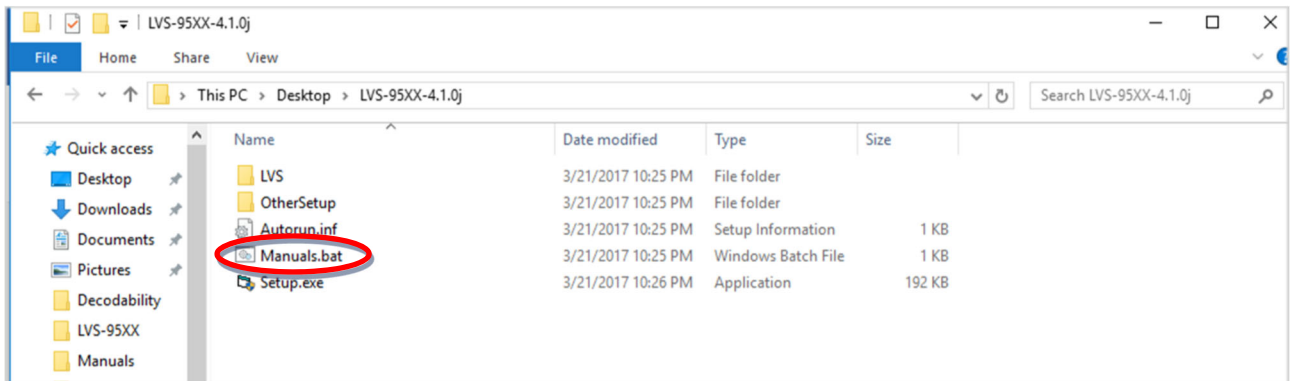 LVS-95XX-4.1.0j
File Home Share View
This PC > Desktop > LVS-95XX-4.1.0j Search LVS-95XX-4.1.0j
Name Date modified Type Size
Quick access
Desktop
Downloads
Documents
Pictures
Decodability
LVS-95XX
Manuals
LVS 3/21/2017 10:25 PM File folder
OtherSetup 3/21/2017 10:25 PM File folder
Autorun.inf 3/21/2017 10:25 PM Setup Information 1 KB
Manuals.bat 3/21/2017 10:25 PM Windows Batch File 1 KB
Setup.exe 3/21/2017 10:26 PM Application 192 KB